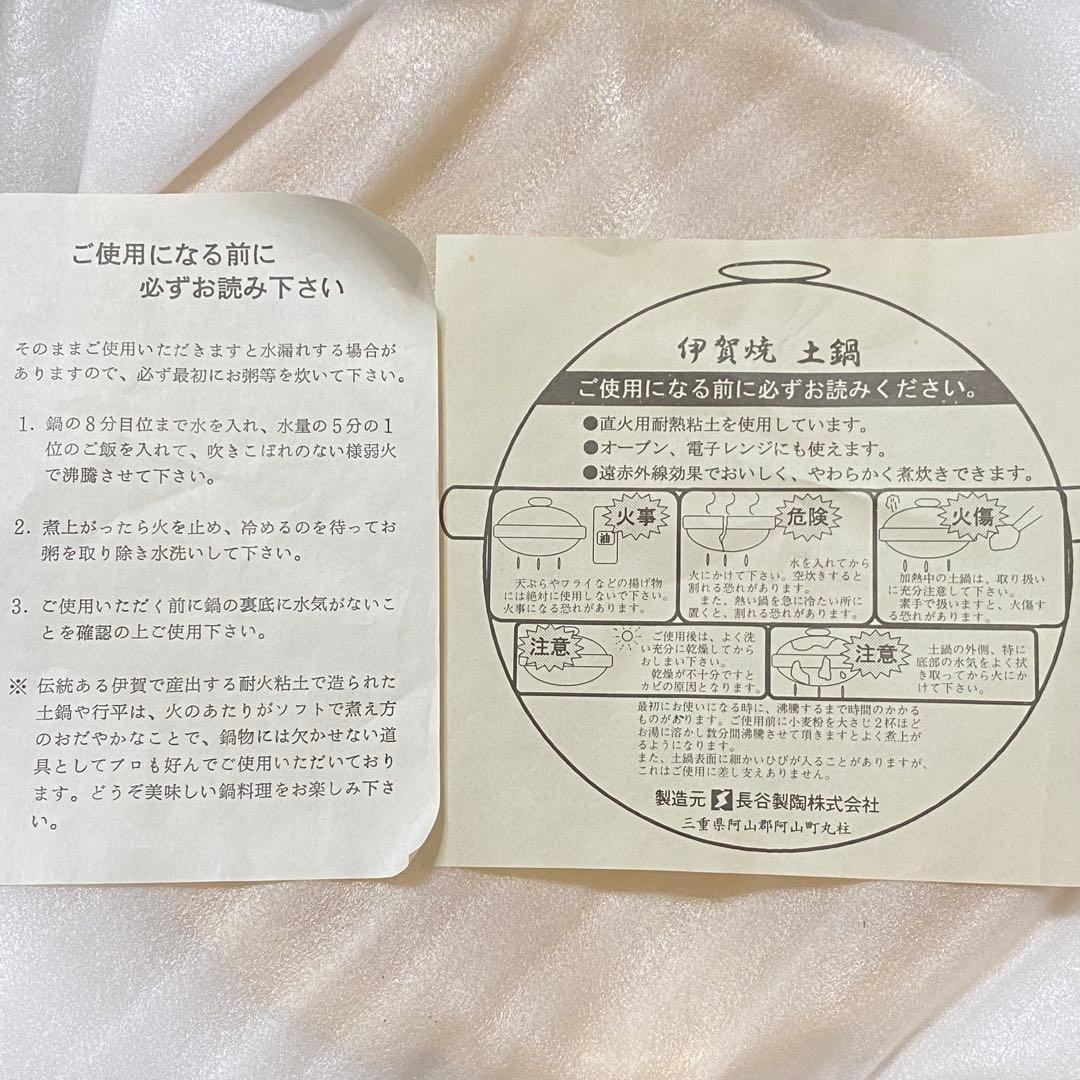 ご使用になる前に
必ずお読み下さい
そのままご使用いただきますと水漏れする場合が
ありますので、必ず最初にお粥等を炊いて下さい。
1. 鍋の8分目位まで水を入れ、水量の5分の1
位のご飯を入れて、吹きこぼれのない様弱火
で沸騰させて下さい。
2. 煮上がったら火を止め、冷めるのを待ってお
粥を取り除き水洗いして下さい。
3. ご使用いただく前に鍋の裏底に水気がないこ
とを確認の上ご使用下さい。
※ 伝統ある伊賀で産出する耐火粘土で造られた
土鍋や行平は、火のあたりがソフトで煮え方
のおだやかなことで、鍋物には欠かせない道
具としてプロも好んでご使用いただいており
ます。どうぞ美味しい鍋料理をお楽しみ下さ
い。
伊賀焼 土鍋
ご使用になる前に必ずお読みください。
●直火用耐熱粘土を使用しています。
●オーブン、電子レンジにも使えます。
●遠赤外線効果でおいしく、やわらかく煮炊きできます。
火事
油
天ぷらやフライなどの揚げ物
には絶対に使用しないで下さい。
火事になる恐れがあります。
危険
水を入れてから
火にかけて下さい。空炊きすると
割れる恐れがあります。
また、熱い鍋を急に冷たい所に
置くと、割れる恐れがあります。
火傷
加熱中の土鍋は、取り扱い
に充分注意して下さい。
素手で扱いますと、火傷す
る恐れがあります。
注意
ご使用後は、よく洗
い充分に乾燥してから
おしまい下さい。
乾燥が不十分ですと
カビの原因となります。
注意
土鍋の外側、特に
底部の水気をよく拭
き取ってから火にか
けて下さい。
最初にお使いになる時に、沸騰するまで時間のかかる
ものがあります。ご使用前に小麦粉を大さじ2杯ほど
お湯に溶かし数分間沸騰させて頂きますとよく煮上が
るようになります。
また、土鍋表面に細かいひびが入ることがありますが、
これはご使用に差し支えありません。
製造元 長谷製陶株式会社
三重県阿山郡阿山町丸柱